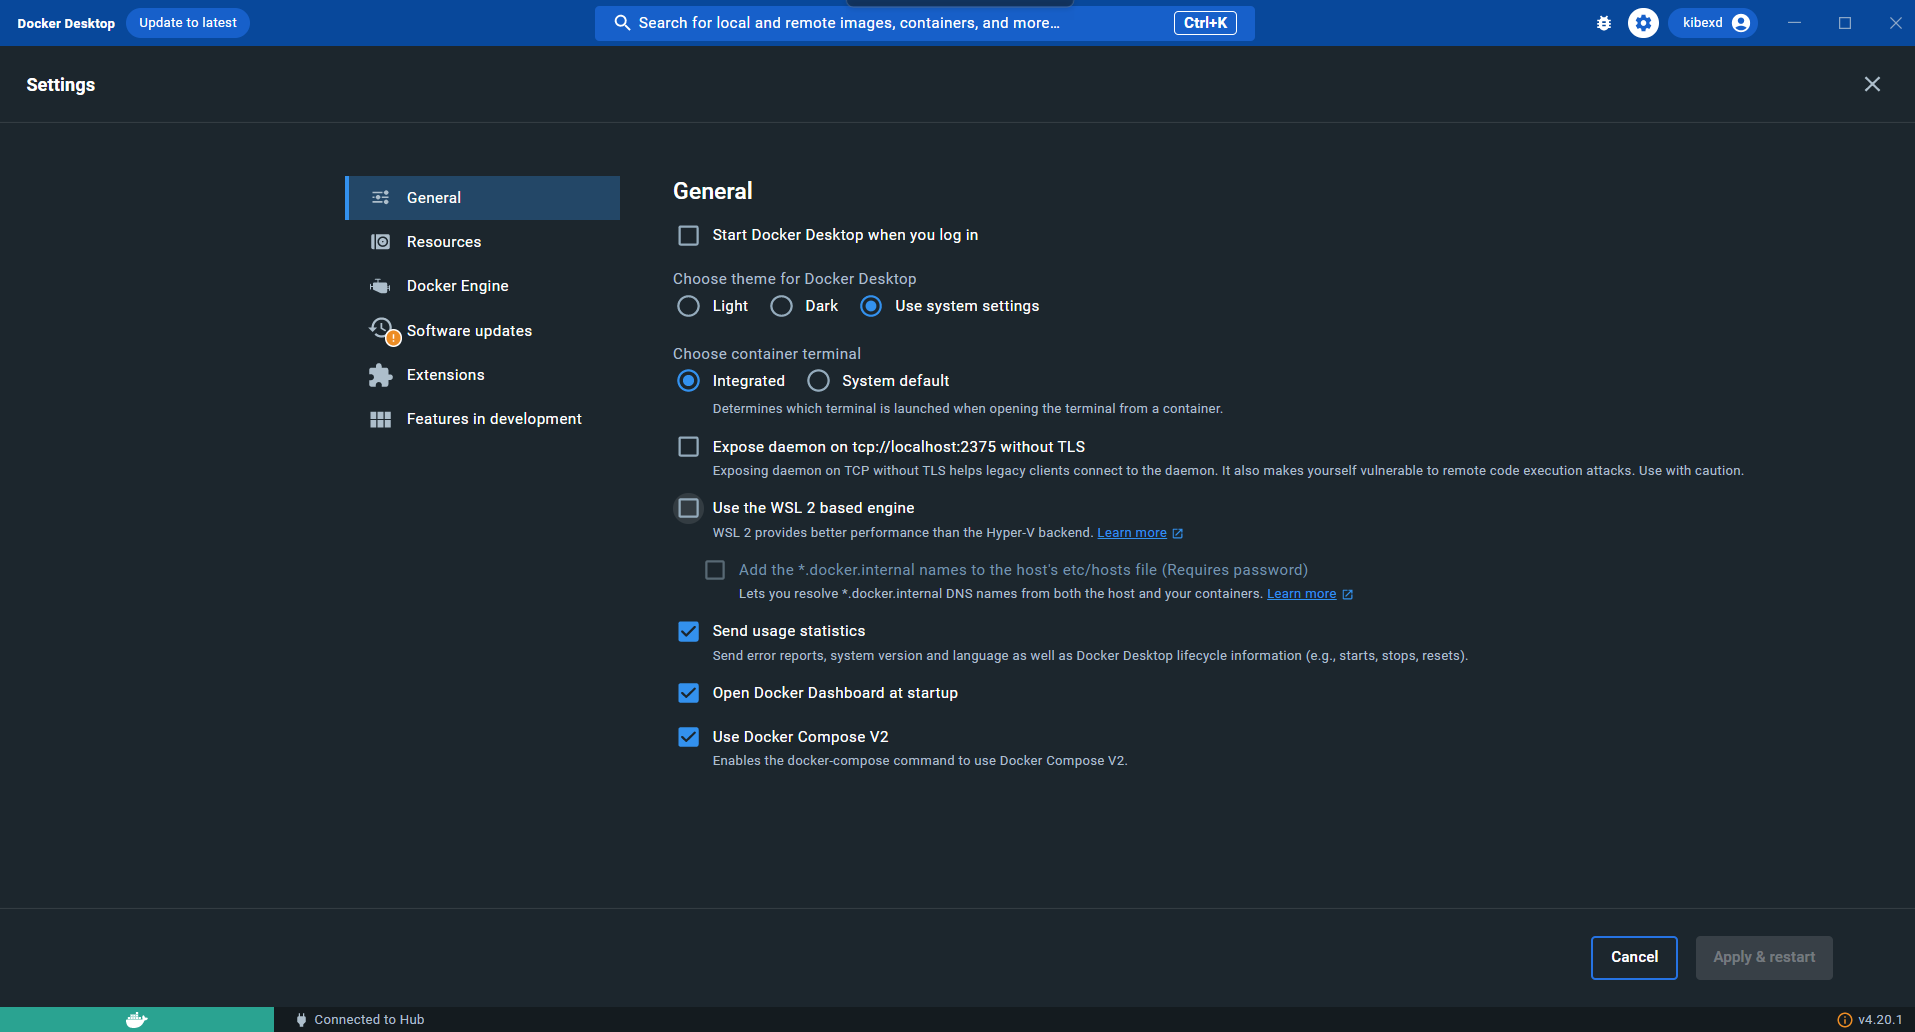 Docker Desktop
Update to latest
Search for local and remote images, containers, and more...
Ctrl+K
kibexd
Settings
General
Resources
Docker Engine
Software updates
Extensions
Features in development
General
Start Docker Desktop when you log in
Choose theme for Docker Desktop
Light Dark Use system settings
Choose container terminal
Integrated System default
Determines which terminal is launched when opening the terminal from a container.
Expose daemon on tcp://localhost:2375 without TLS
Exposing daemon on TCP without TLS helps legacy clients connect to the daemon. It also makes yourself vulnerable to remote code execution attacks. Use with caution.
Use the WSL 2 based engine
WSL 2 provides better performance than the Hyper-V backend. Learn more
Add the *.docker.internal names to the host's etc/hosts file (Requires password)
Lets you resolve *.docker.internal DNS names from both the host and your containers. Learn more
Send usage statistics
Send error reports, system version and language as well as Docker Desktop lifecycle information (e.g., starts, stops, resets).
Open Docker Dashboard at startup
Use Docker Compose V2
Enables the docker-compose command to use Docker Compose V2.
Cancel
Apply & restart
Connected to Hub
v4.20.1